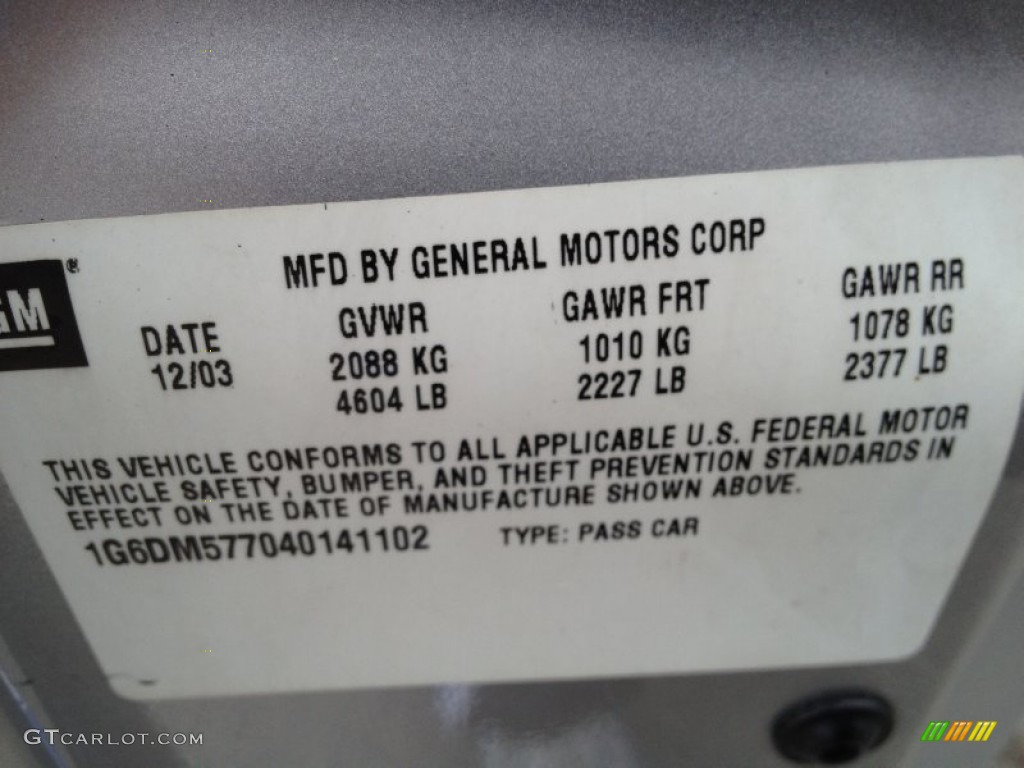 GM®
MFD BY GENERAL MOTORS CORP
DATE GVWR GAWR FRT GAWR RR
12/03 2088 KG 1010 KG 1078 KG
4604 LB 2227 LB 2377 LB
THIS VEHICLE CONFORMS TO ALL APPLICABLE U.S. FEDERAL MOTOR
VEHICLE SAFETY, BUMPER, AND THEFT PREVENTION STANDARDS IN
EFFECT ON THE DATE OF MANUFACTURE SHOWN ABOVE.
1G6DM577040141102 TYPE: PASS CAR
GTCARLOT.COM